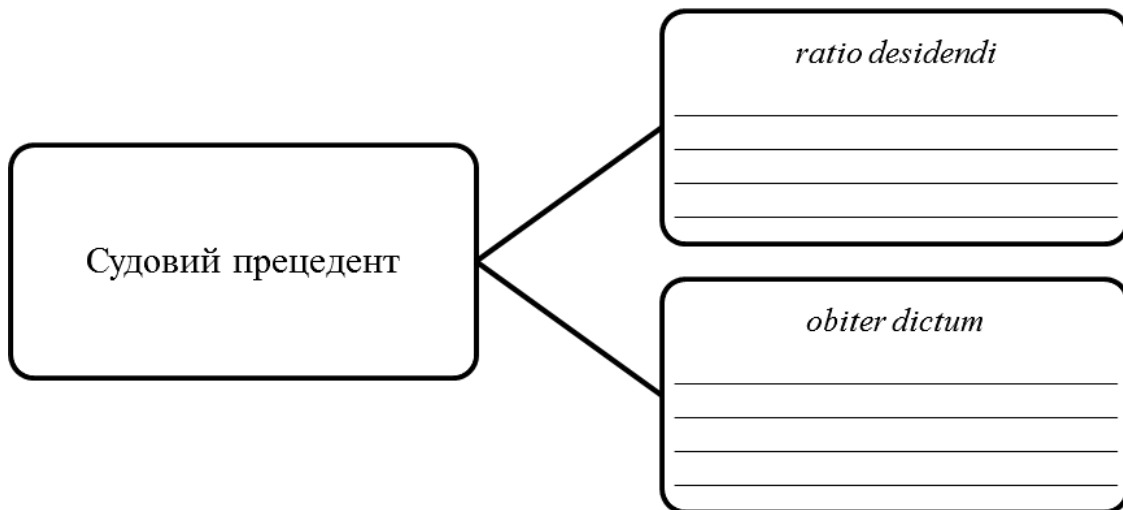 ratio desidendi
Судовий прецедент
obiter dictum